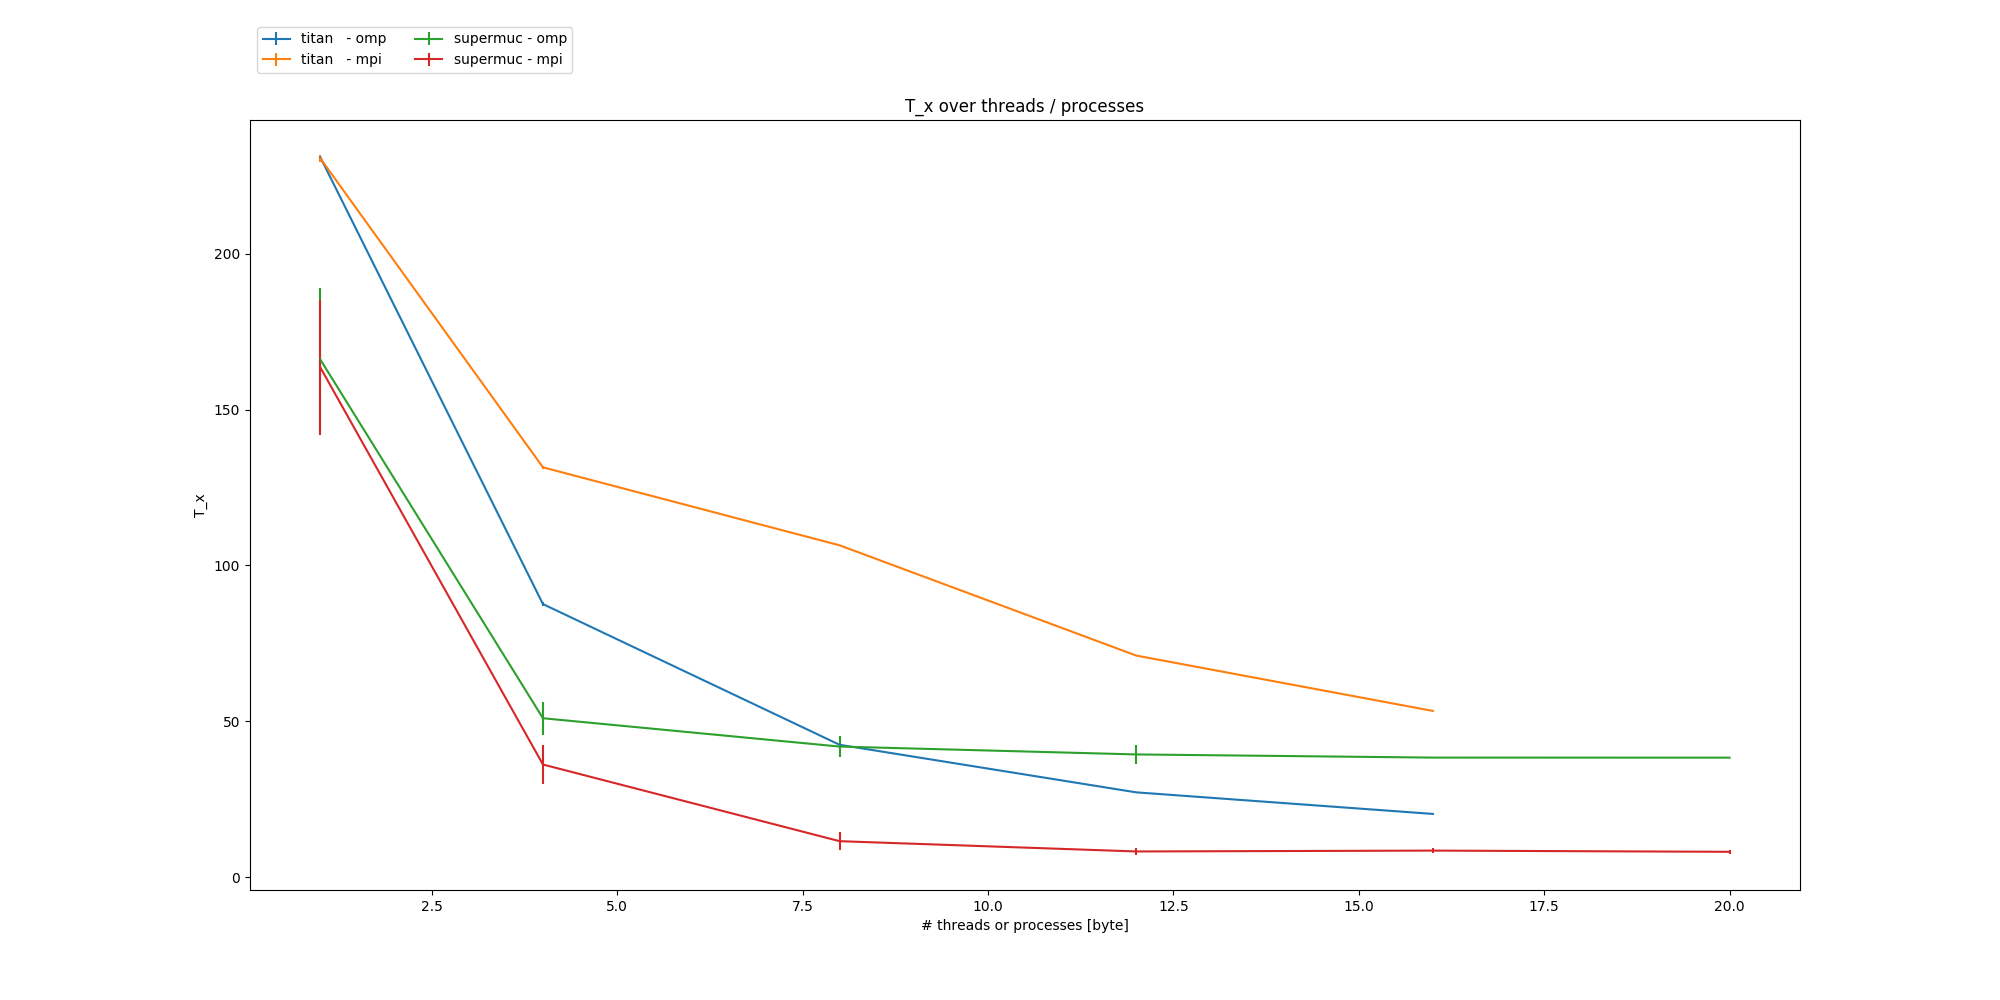 titan   - omp
titan   - mpi
supermuc - omp
supermuc - mpi
T_x over threads / processes
T_x
200
150
100
50
0
2.5 5.0 7.5 10.0 12.5 15.0 17.5 20.0
# threads or processes [byte]